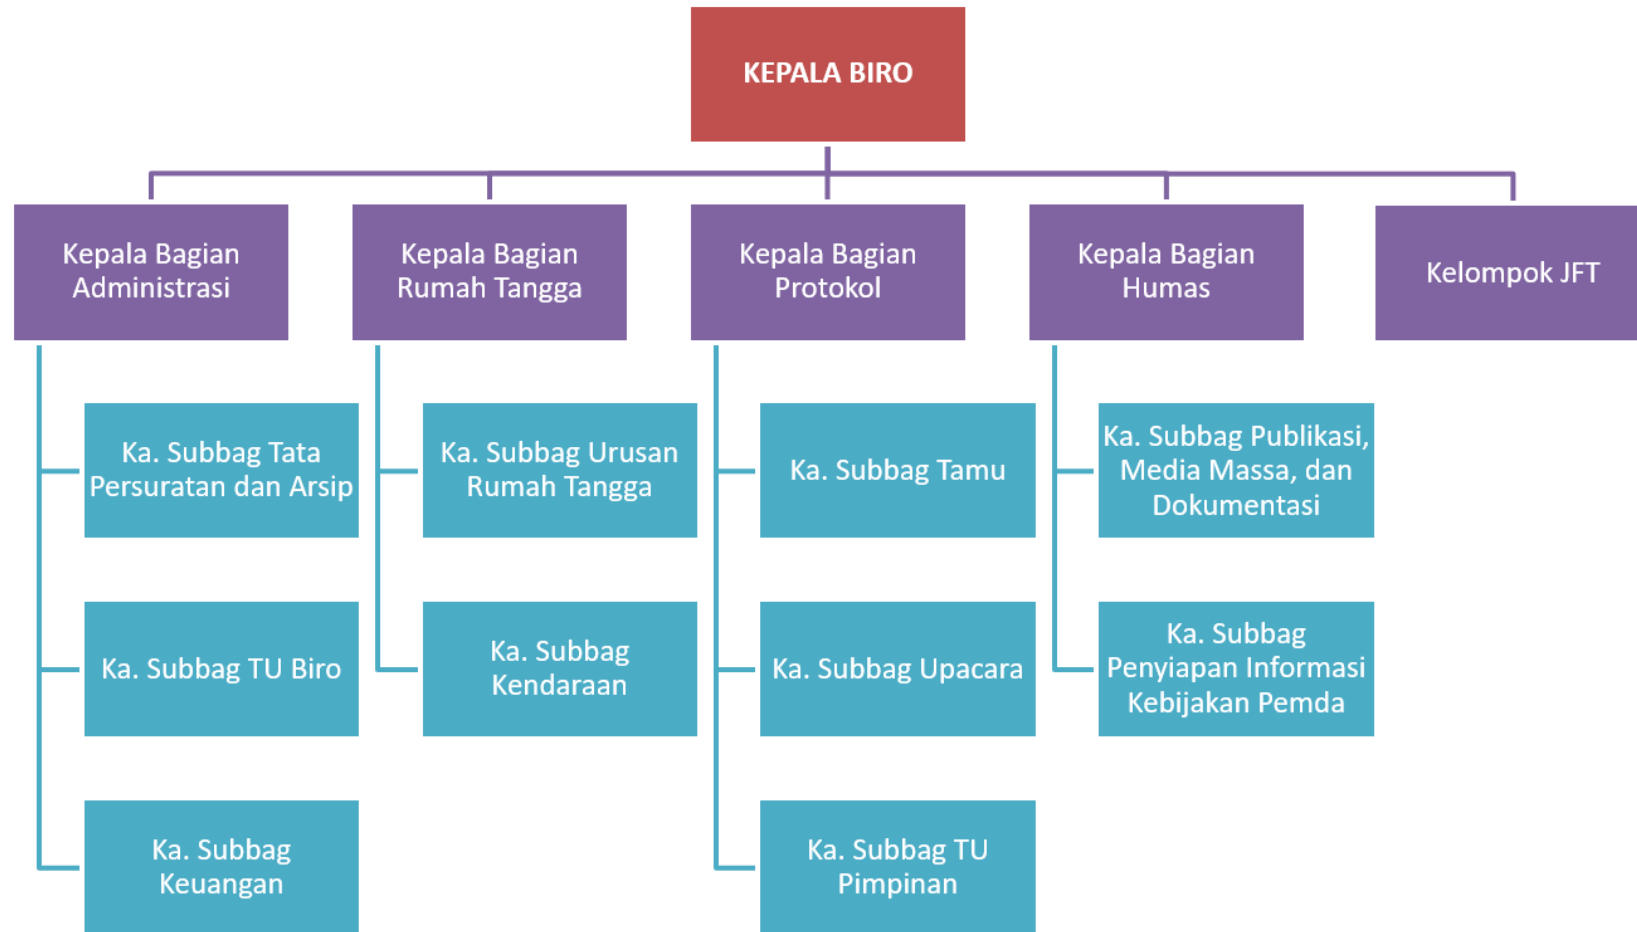 KEPALA BIRO
Kepala Bagian
Administrasi
Kepala Bagian
Rumah Tangga
Kepala Bagian
Protokol
Kepala Bagian
Humas
Kelompok JFT
Ka. Subbag Tata
Persuratan dan Arsip
Ka. Subbag Urusan
Rumah Tangga
Ka. Subbag Tamu
Ka. Subbag Publikasi,
Media Massa, dan
Dokumentasi
Ka. Subbag TU Biro
Ka. Subbag
Kendaraan
Ka. Subbag Upacara
Ka. Subbag
Penyiapan Informasi
Kebijakan Pemda
Ka. Subbag
Keuangan
Ka. Subbag TU
Pimpinan